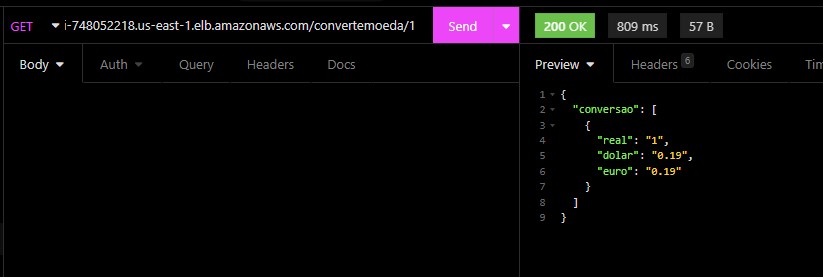 GET i-748052218.us-east-1.elb.amazonaws.com/convertemoeda/1 Send 200 OK 809 ms 57 B
Body Auth Query Headers Docs Preview Headers 6 Cookies Tim
1 {
2 "conversao": [
3 {
4 "real": "1",
5 "dolar": "0.19",
6 "euro": "0.19"
7 }
8 ]
9 }